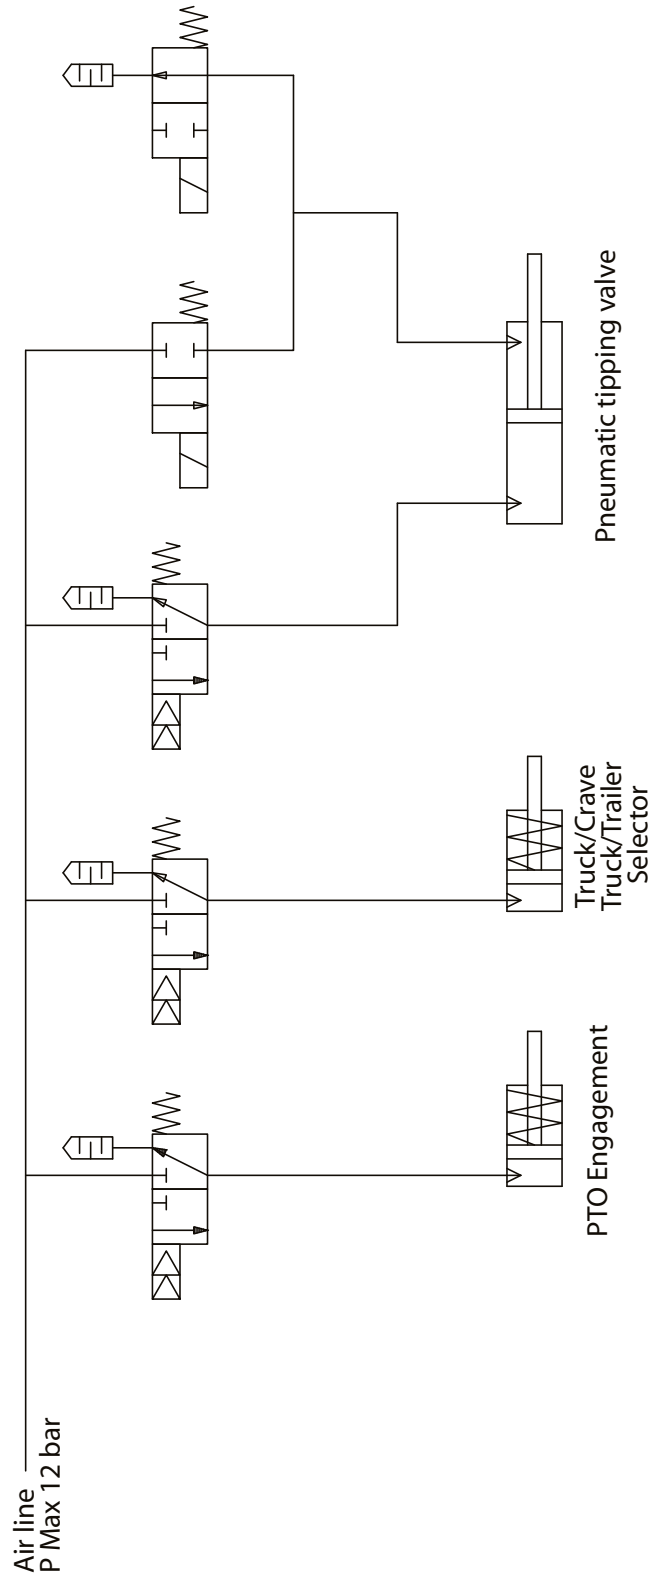 Air line
P Max 12 bar
PTO Engagement
Truck/Crave
Truck/Trailer
Selector
Pneumatic tipping valve